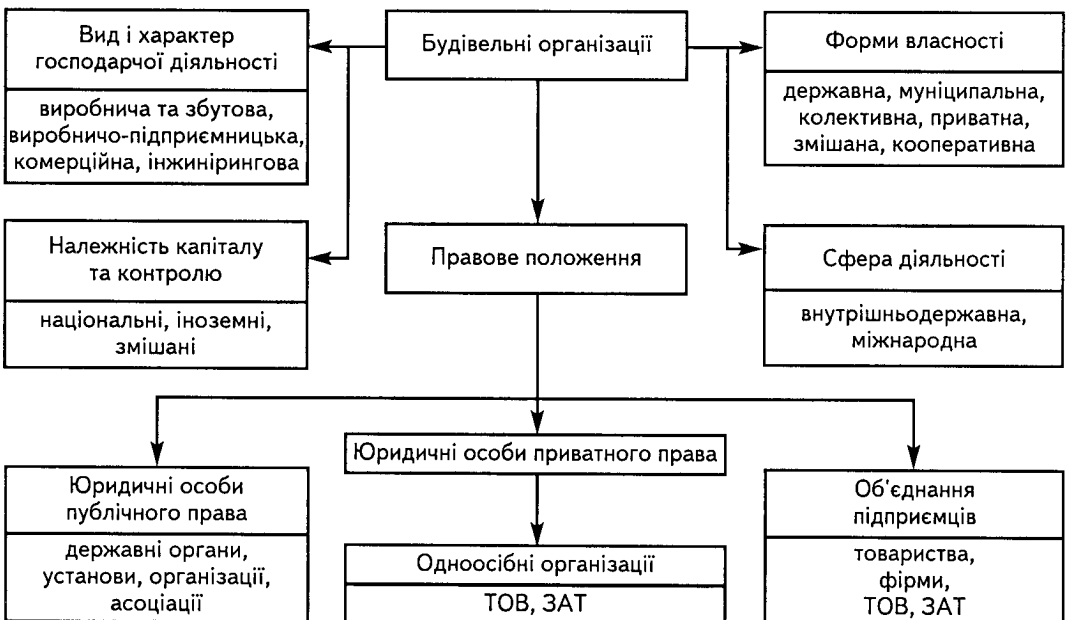 Вид і характер
господарчої діяльності
виробнича та збутова,
виробничо-підприємницька,
комерційна, інжинірингова
Будівельні організації
Форми власності
державна, муніципальна,
колективна, приватна,
змішана, кооперативна
Належність капіталу
та контролю
національні, іноземні,
змішані
Правове положення
Сфера діяльності
внутрішньодержавна,
міжнародна
Юридичні особи
публічного права
державні органи,
установи, організації,
асоціації
Юридичні особи приватного права
Одноосібні організації
ТОВ, ЗАТ
Об'єднання
підприємців
товариства,
фірми,
ТОВ, ЗАТ